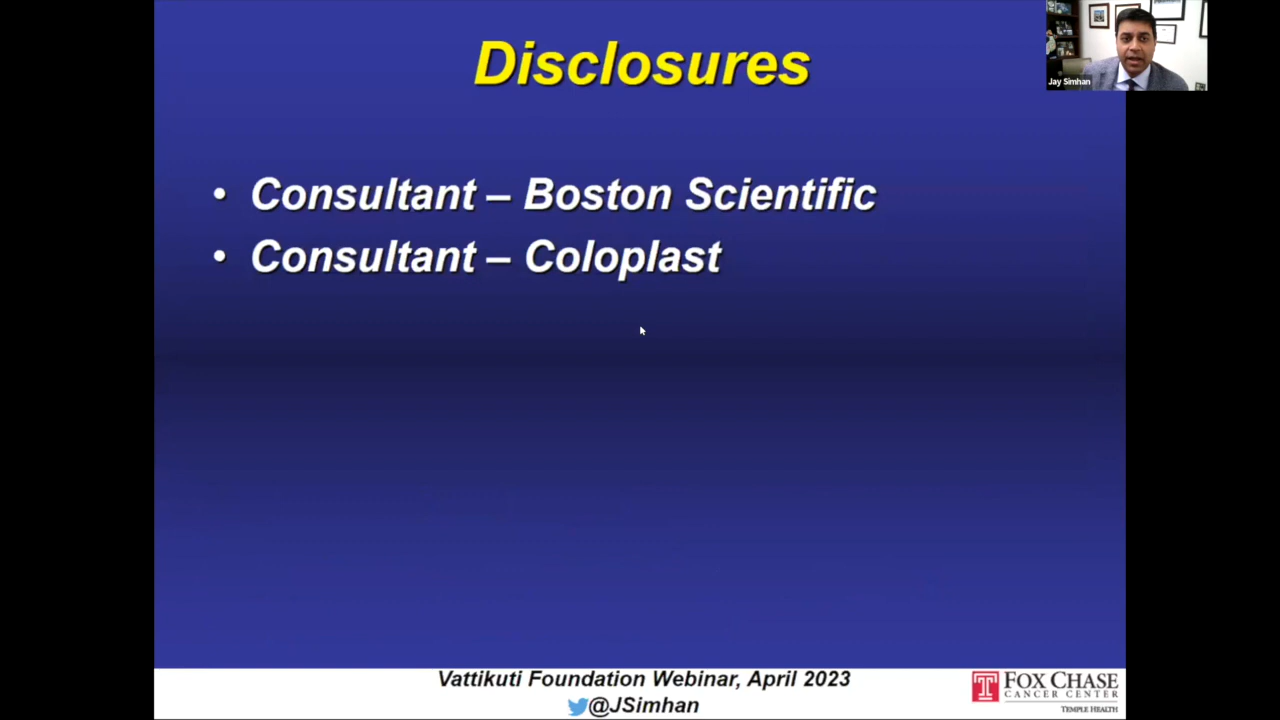 Disclosures
Jay Simhan
• Consultant – Boston Scientific
• Consultant – Coloplast
Vattikuti Foundation Webinar, April 2023
@JSimhan
T FOX CHASE
CANCER CENTER
TEMPLE HEALTH